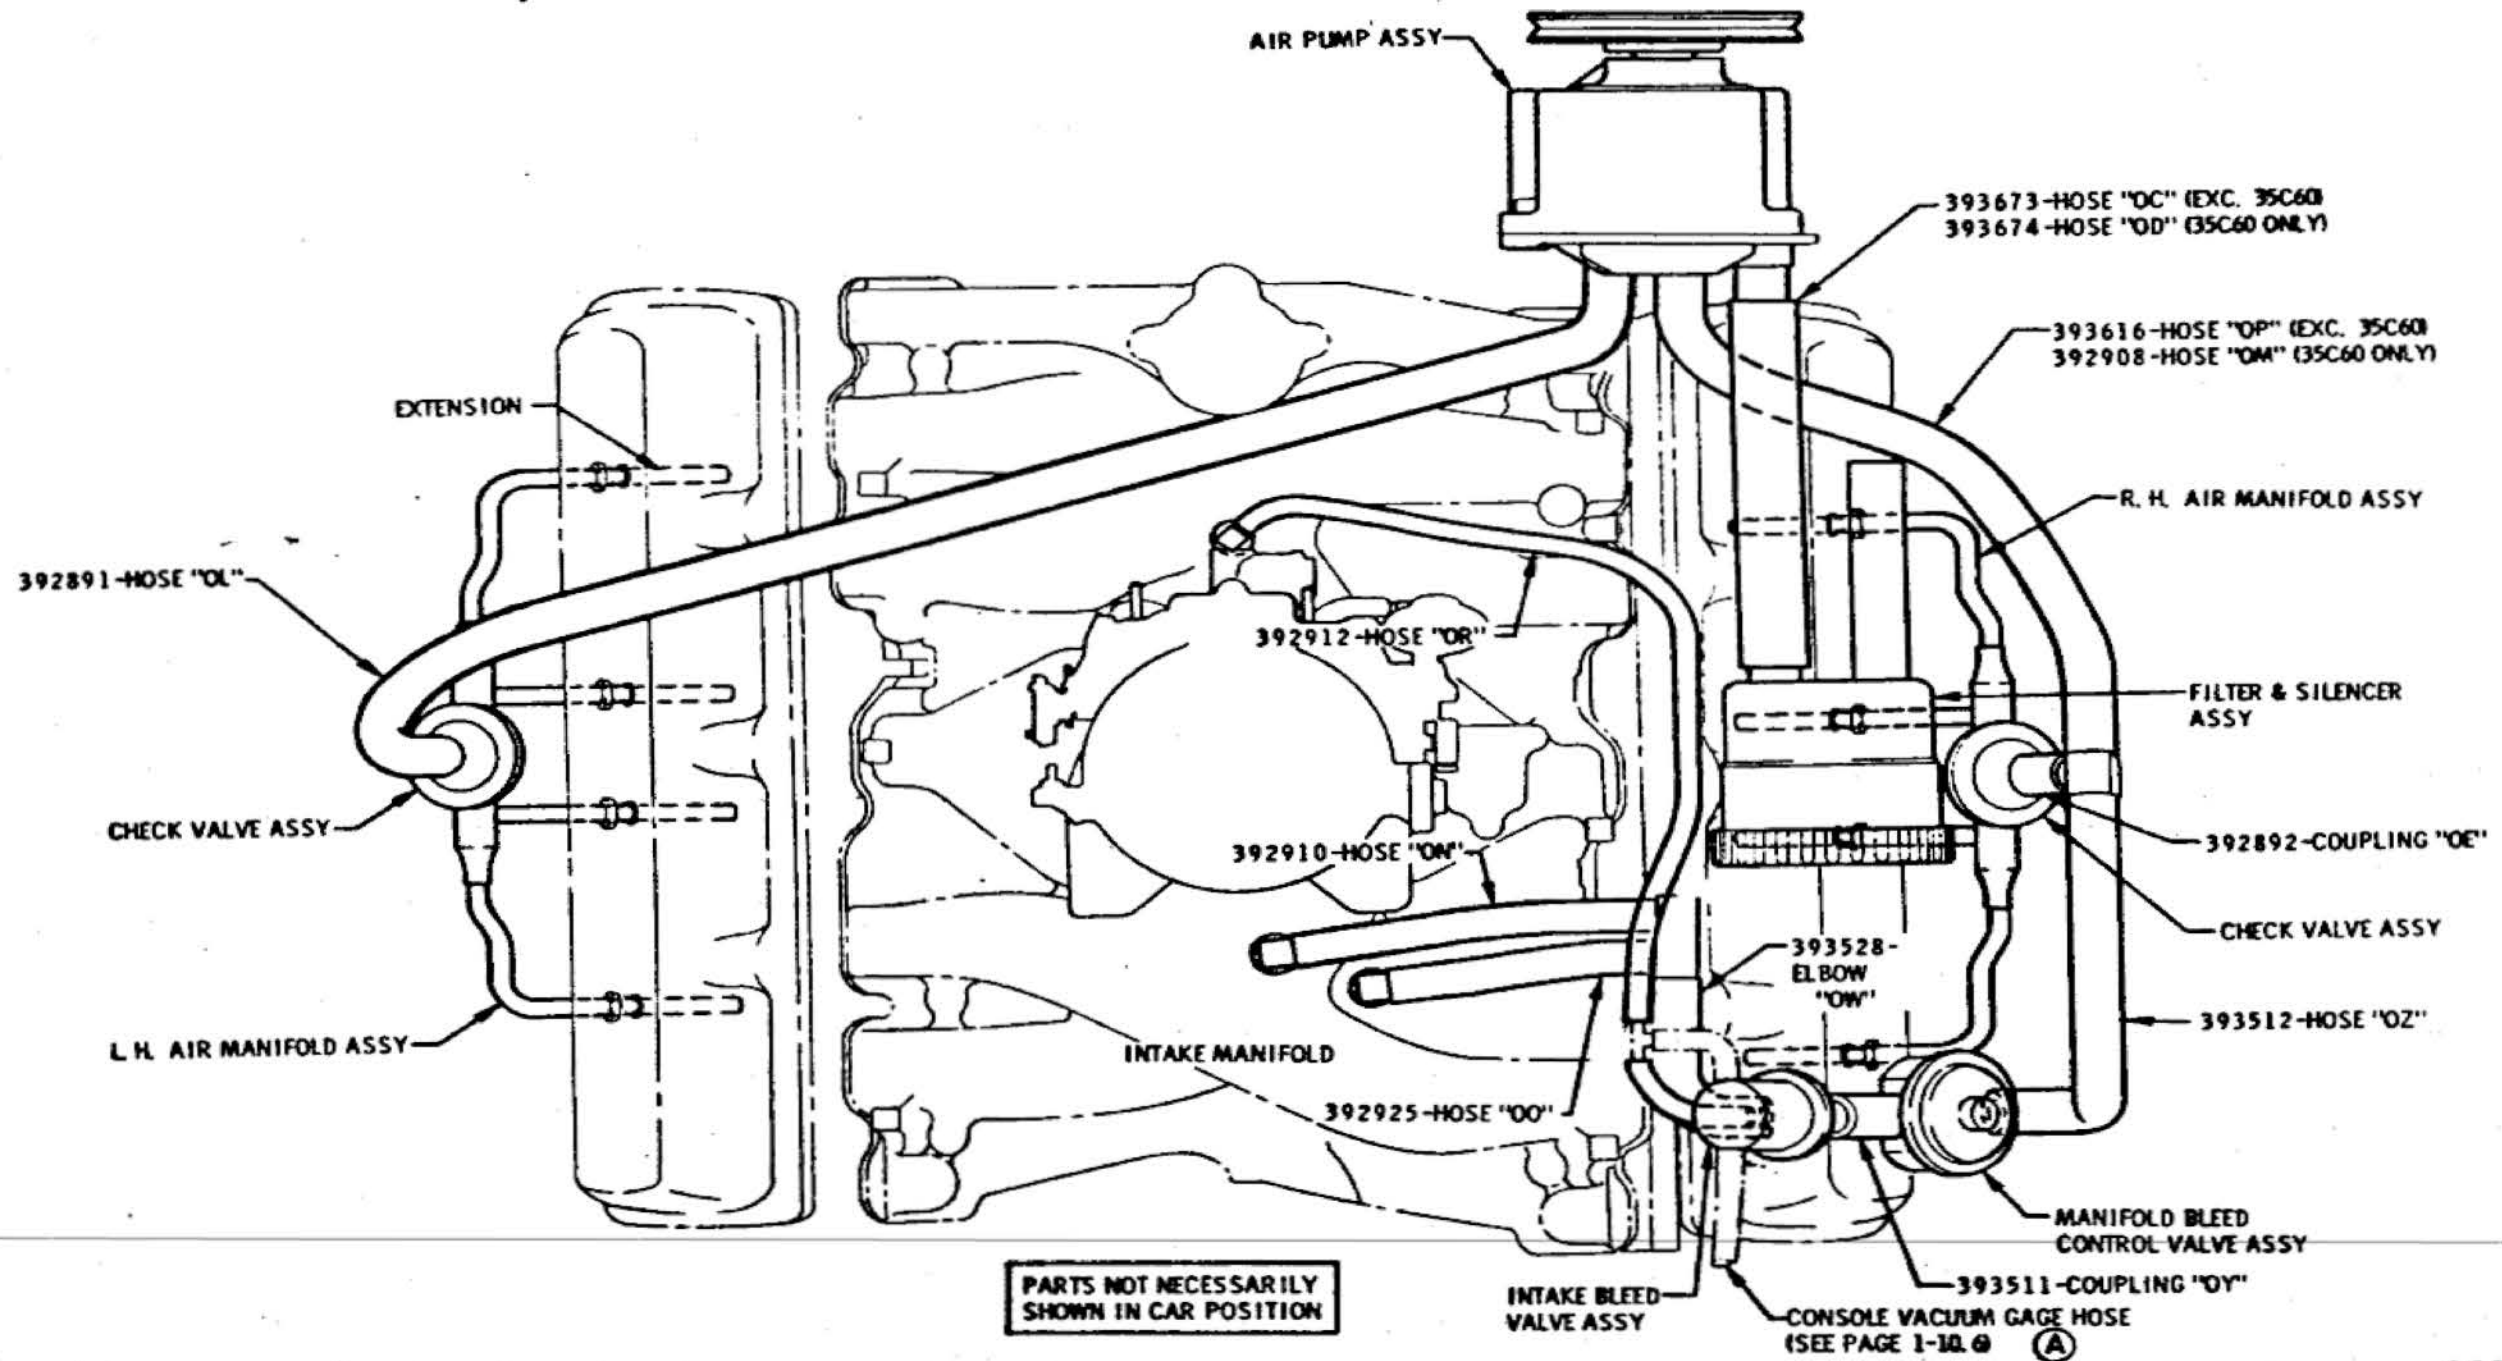 AIR PUMP ASSY
393673-HOSE "OC" (EXC. 35C60)
393674-HOSE "OD" (35C60 ONLY)
393616-HOSE "OP" (EXC. 35C60)
392908-HOSE "OM" (35C60 ONLY)
EXTENSION
R. H. AIR MANIFOLD ASSY
392891-HOSE "OL"
392912-HOSE "OR"
FILTER & SILENCER
ASSY
CHECK VALVE ASSY
392910-HOSE "ON"
392892-COUPLING "OE"
CHECK VALVE ASSY
393528-
ELBOW
"OW"
393512-HOSE "OZ"
L. H. AIR MANIFOLD ASSY
INTAKE MANIFOLD
392925-HOSE "OO"
MANIFOLD BLEED
CONTROL VALVE ASSY
PARTS NOT NECESSARILY
SHOWN IN CAR POSITION
INTAKE BLEED
VALVE ASSY
393511-COUPLING "OY"
CONSOLE VACUUM GAGE HOSE
(SEE PAGE 1-10.6) A